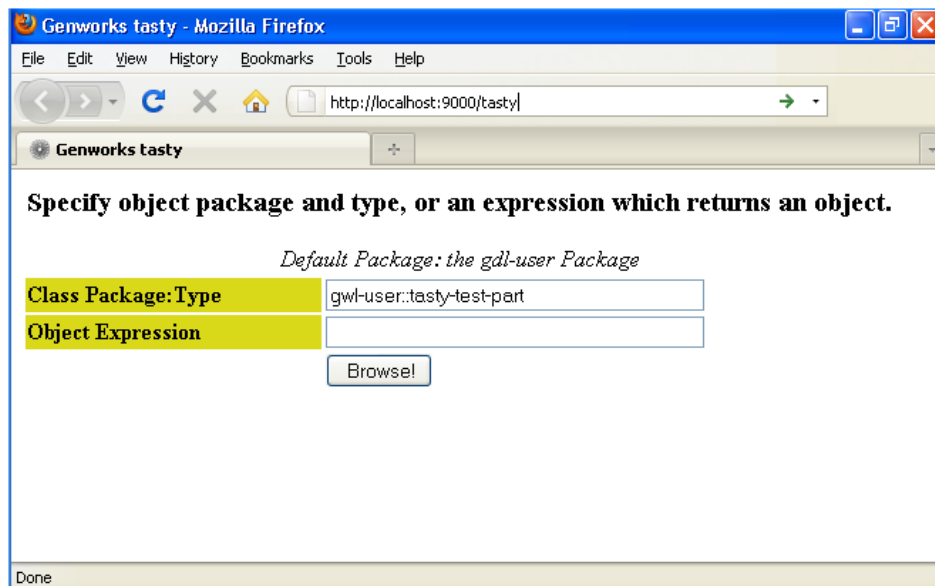 Genworks tasty - Mozilla Firefox
File Edit View History Bookmarks Tools Help
http://localhost:9000/tasty
Genworks tasty
Specify object package and type, or an expression which returns an object.
Default Package: the gdl-user Package
Class Package:Type gwl-user::tasty-test-part
Object Expression
Browse!
Done